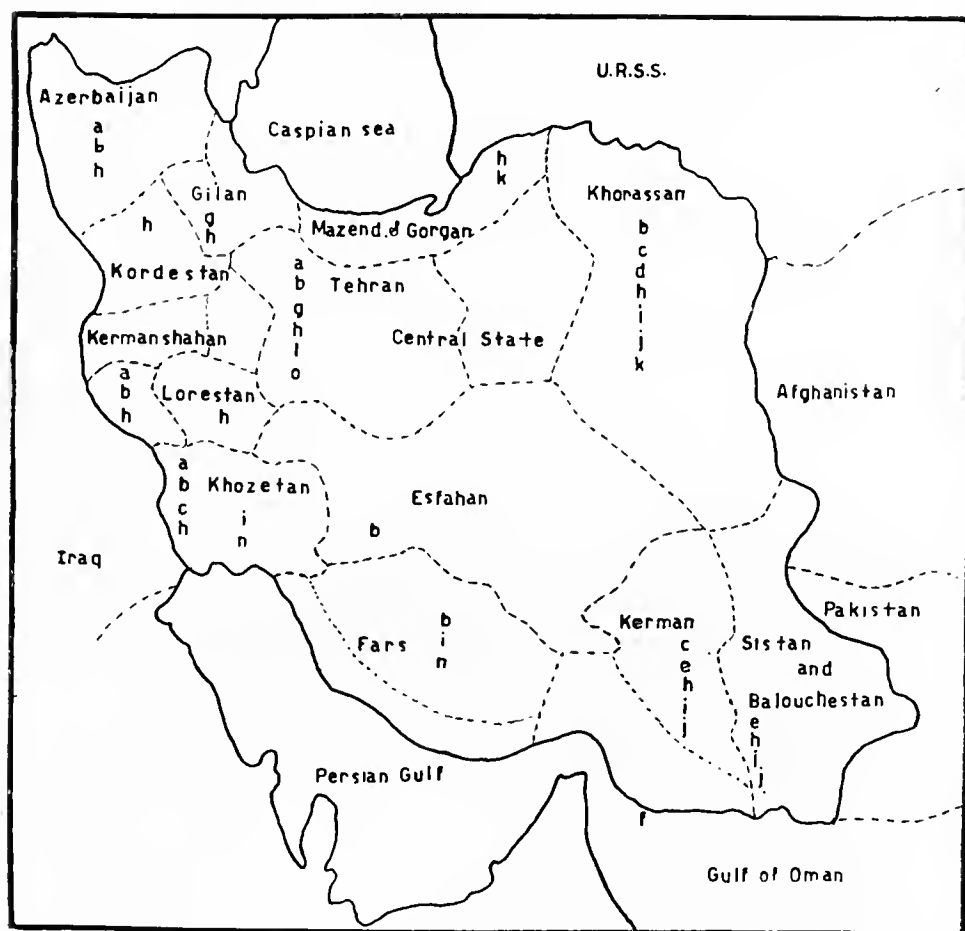 U.R.S.S.
Azerbaijan
a
b
h
Caspian sea
h
k
Gilan
g
h
Khorassan
b
c
d
h
i
j
k
h
Mazend. & Gorgan
Kordestan
a
b
g
h
l
o
Tehran
Kermanshahan
Central State
a
b
h
Lorestan
h
Afghanistan
a
b
c
h
Khozetan
i
n
Esfahan
b
Iraq
Pakistan
Fars
b
i
n
Kerman
c
e
h
i
j
Sistan
and
Balouchestan
e
h
i
j
Persian Gulf
f
Gulf of Oman